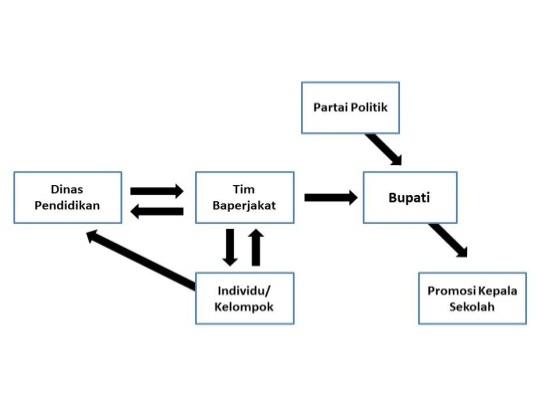 Partai Politik
Dinas
Pendidikan
Tim
Baperjakat
Bupati
Individu/
Kelompok
Promosi Kepala
Sekolah